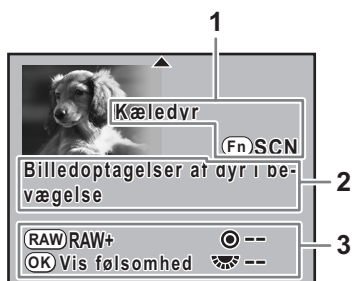 1
Kæledyr
Fn SCN
Billedoptagelser af dyr i be-
vægelse
2
RAW RAW+ --
OK Vis følsomhed --
3